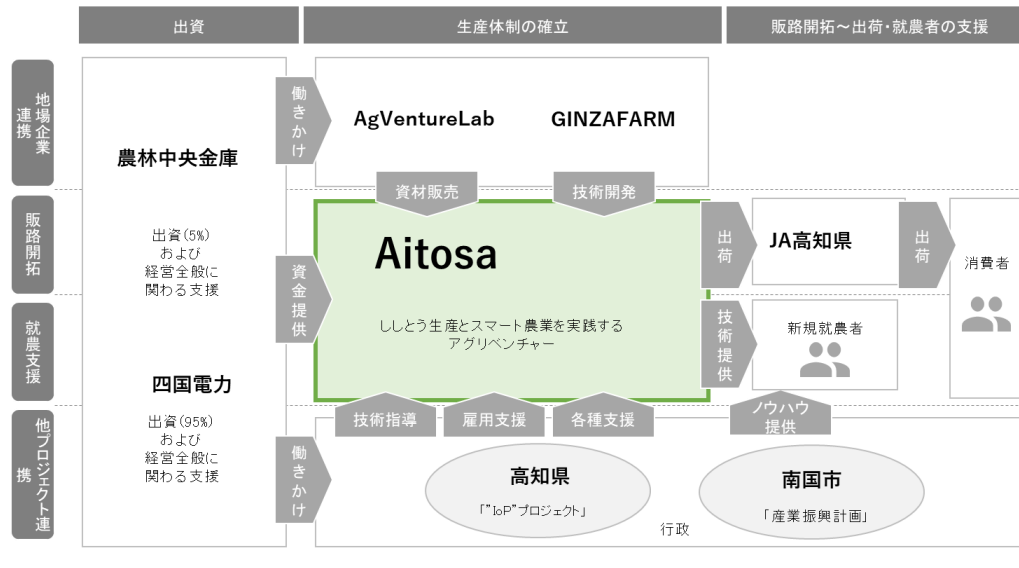 出資
生産体制の確立
販路開拓～出荷・就農者の支援
地場企業
連携
販路開拓
就農支援
他プロジェクト連
携
農林中央金庫
出資(5%)
および
経営全般に
関わる支援
四国電力
出資(95%)
および
経営全般に
関わる支援
働きかけ
資金提供
働きかけ
AgVentureLab
GINZAFARM
資材販売
技術開発
Aitosa
ししとう生産とスマート農業を実践する
アグリベンチャー
出荷
JA高知県
出荷
消費者
技術提供
新規就農者
技術指導
雇用支援
各種支援
ノウハウ
提供
高知県
「"IoP"プロジェクト」
南国市
「産業振興計画」
行政